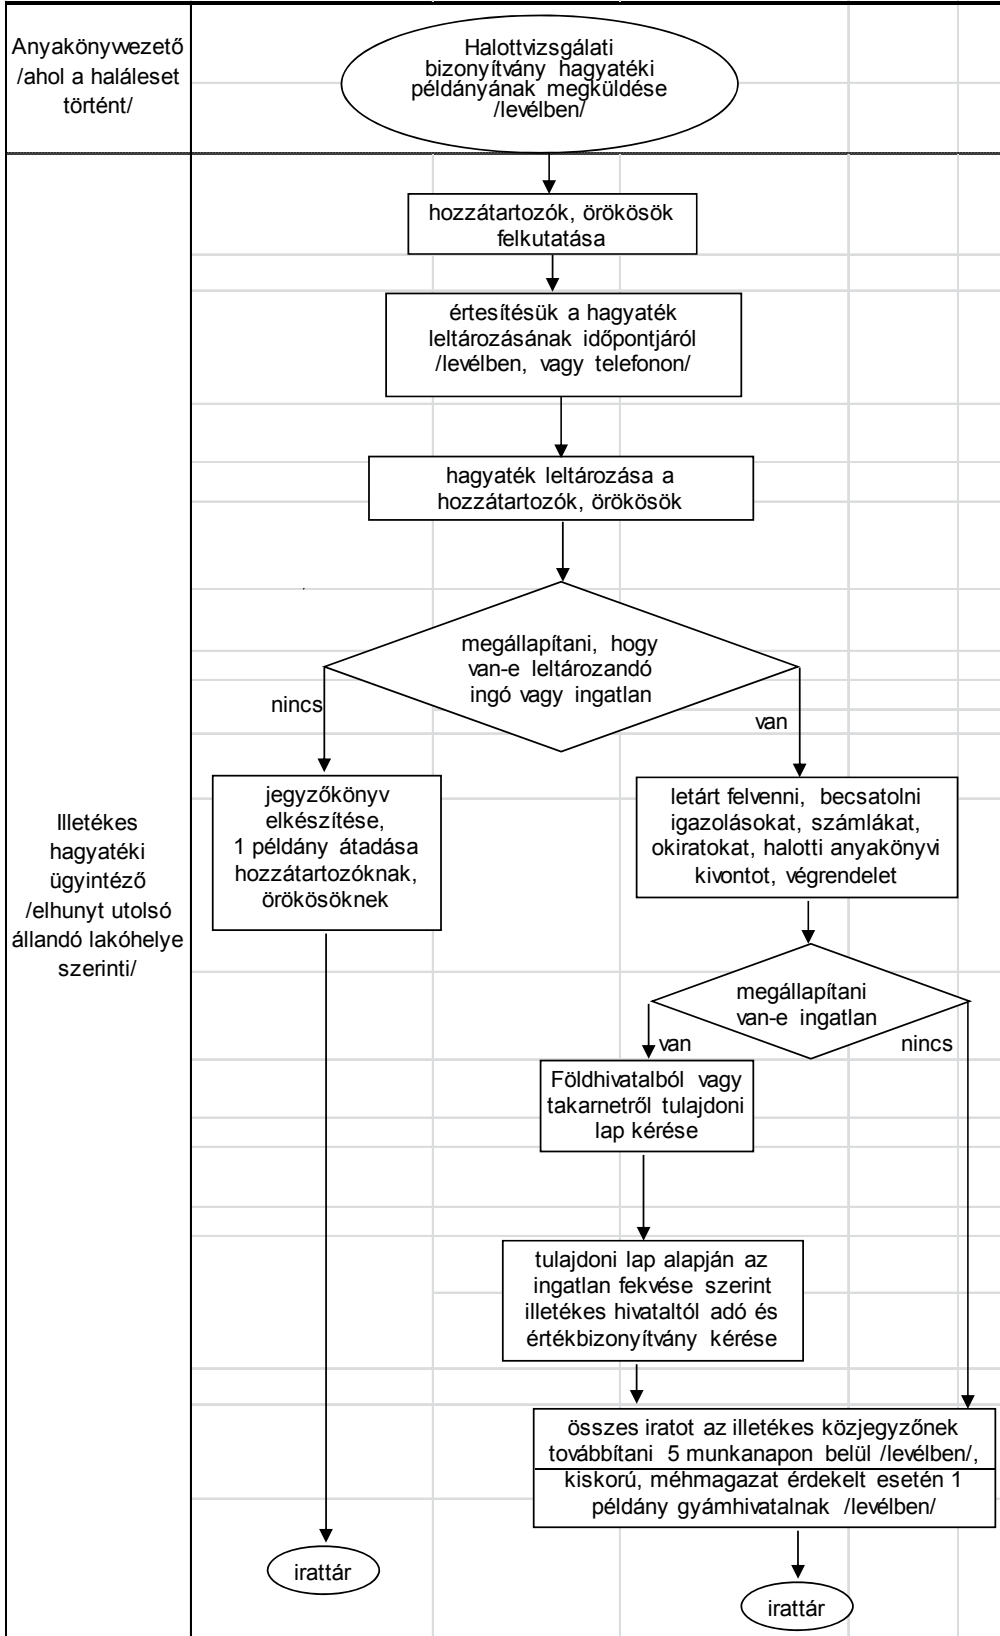 Anyakönyvvezető
/ahol a haláleset
történt/
Halottvizsgálati
bizonyítvány hagyatéki
példányának megküldése
/levélben/
Illetékes
hagyatéki
ügyintéző
/elhunyt utolsó
állandó lakóhelye
szerinti/
hozzátartozók, örökösök
felkutatása
értesítésük a hagyaték
leltározásának időpontjáról
/levélben, vagy telefonon/
hagyaték leltározása a
hozzátartozók, örökösök
megállapítani, hogy
van-e leltározandó
ingó vagy ingatlan
nincs
van
jegyzőkönyv
elkészítése,
1 példány átadása
hozzátartozóknak,
örökösöknek
letárt felvenni, becsatolni
igazolásokat, számlákat,
okiratokat, halotti anyakönyvi
kivontot, végrendelet
megállapítani
van-e ingatlan
van
nincs
Földhivatalból vagy
takarnetről tulajdoni
lap kérése
tulajdoni lap alapján az
ingatlan fekvése szerint
illetékes hivataltól adó és
értékbizonyítvány kérése
összes iratot az illetékes közjegyzőnek
továbbítani 5 munkanapon belül /levélben/,
kiskorú, méhmagazat érdekelt esetén 1
példány gyámhivatalnak /levélben/
irattár
irattár